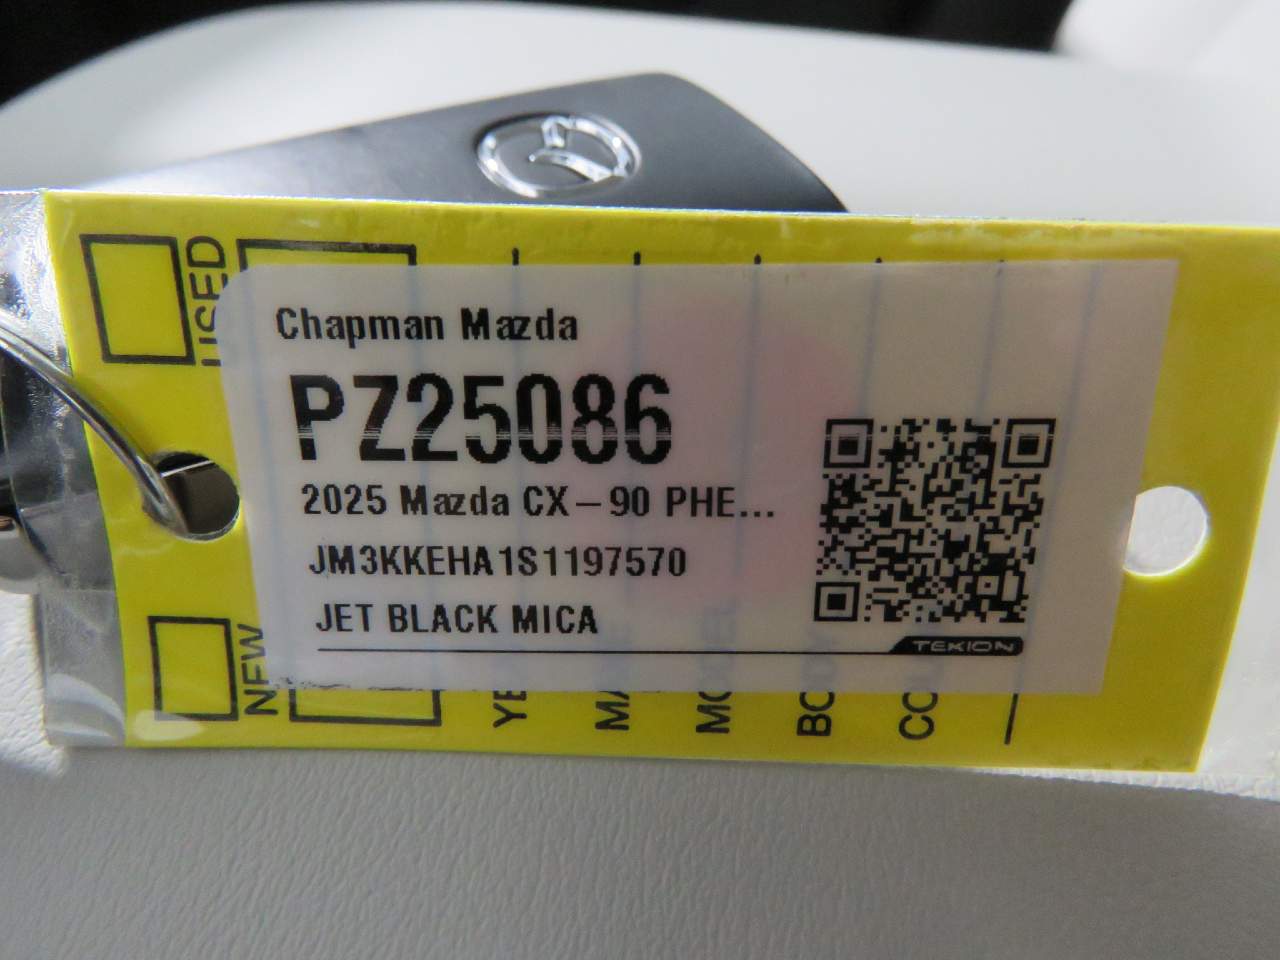 USED
Chapman Mazda
PZ25086
2025 Mazda CX-90 PHE...
JM3KKEHA1S1197570
JET BLACK MICA
TEKION
NEW